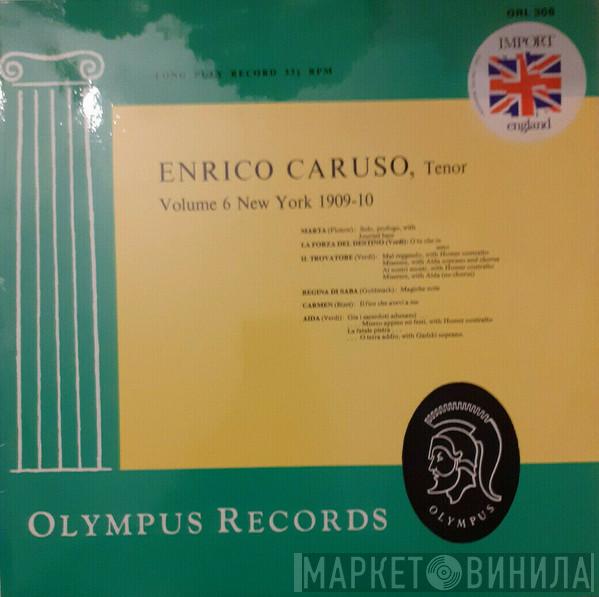 ORL 306
IMPORT
england
LONG PLAY RECORD 33⅓ RPM
ENRICO CARUSO, Tenor
Volume 6 New York 1909-10
MARTA (Flotow): Solo, profugo, with
Journet bass
LA FORZA DEL DESTINO (Verdi): O tu che in
seno
IL TROVATORE (Verdi): Mal reggendo, with Homer contralto
Miserere, with Alda soprano and chorus
Ai nostri monti, with Homer contralto
Miserere, with Alda (no chorus)
REGINA DI SABA (Goldmark): Magiche note
CARMEN (Bizet): Il fior che avevi a me
AIDA (Verdi): Gia i sacerdoti adunansi
... Misero appien mi festi, with Homer contralto
La fatale pietra ...
... O terra addio, with Gadski soprano
OLYMPUS
OLYMPUS RECORDS
МАРКЕТ ВИНИЛА